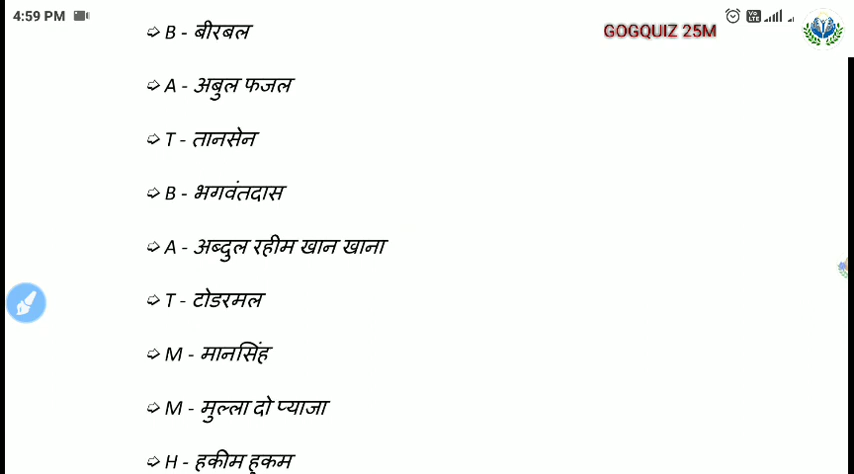 4:59 PM
GOGQUIZ 25M
➩ B - बीरबल
➩ A - अबुल फजल
➩ T - तानसेन
➩ B - भगवंतदास
➩ A - अब्दुल रहीम खान खाना
➩ T - टोडरमल
➩ M - मानसिंह
➩ M - मुल्ला दो प्याजा
➩ H - हकीम हूकम